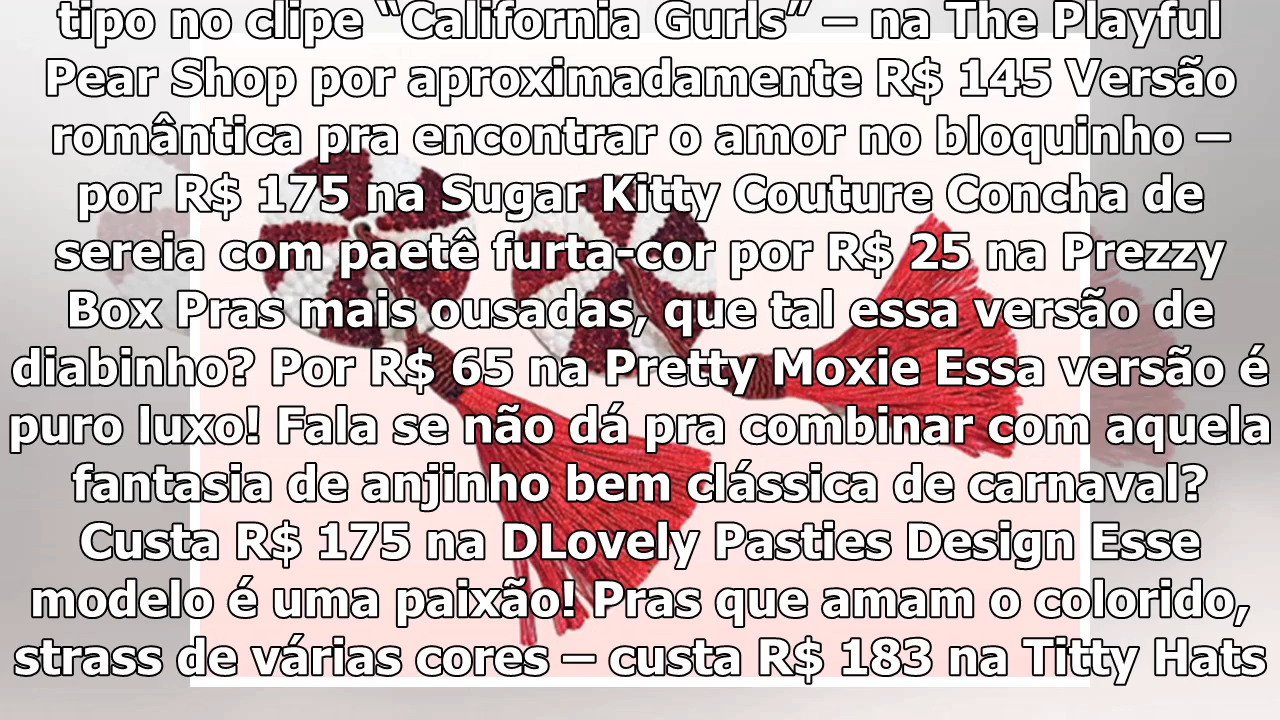 tipo no clipe “California Gurls” – na The Playful
Pear Shop por aproximadamente R$ 145 Versão
romântica pra encontrar o amor no bloquinho –
por R$ 175 na Sugar Kitty Couture Concha de
sereia com paetê furta-cor por R$ 25 na Prezzy
Box Pras mais ousadas, que tal essa versão de
diabinho? Por R$ 65 na Pretty Moxie Essa versão é
puro luxo! Fala se não dá pra combinar com aquela
fantasia de anjinho bem clássica de carnaval?
Custa R$ 175 na DLovely Pasties Design Esse
modelo é uma paixão! Pras que amam o colorido,
strass de várias cores – custa R$ 183 na Titty Hats